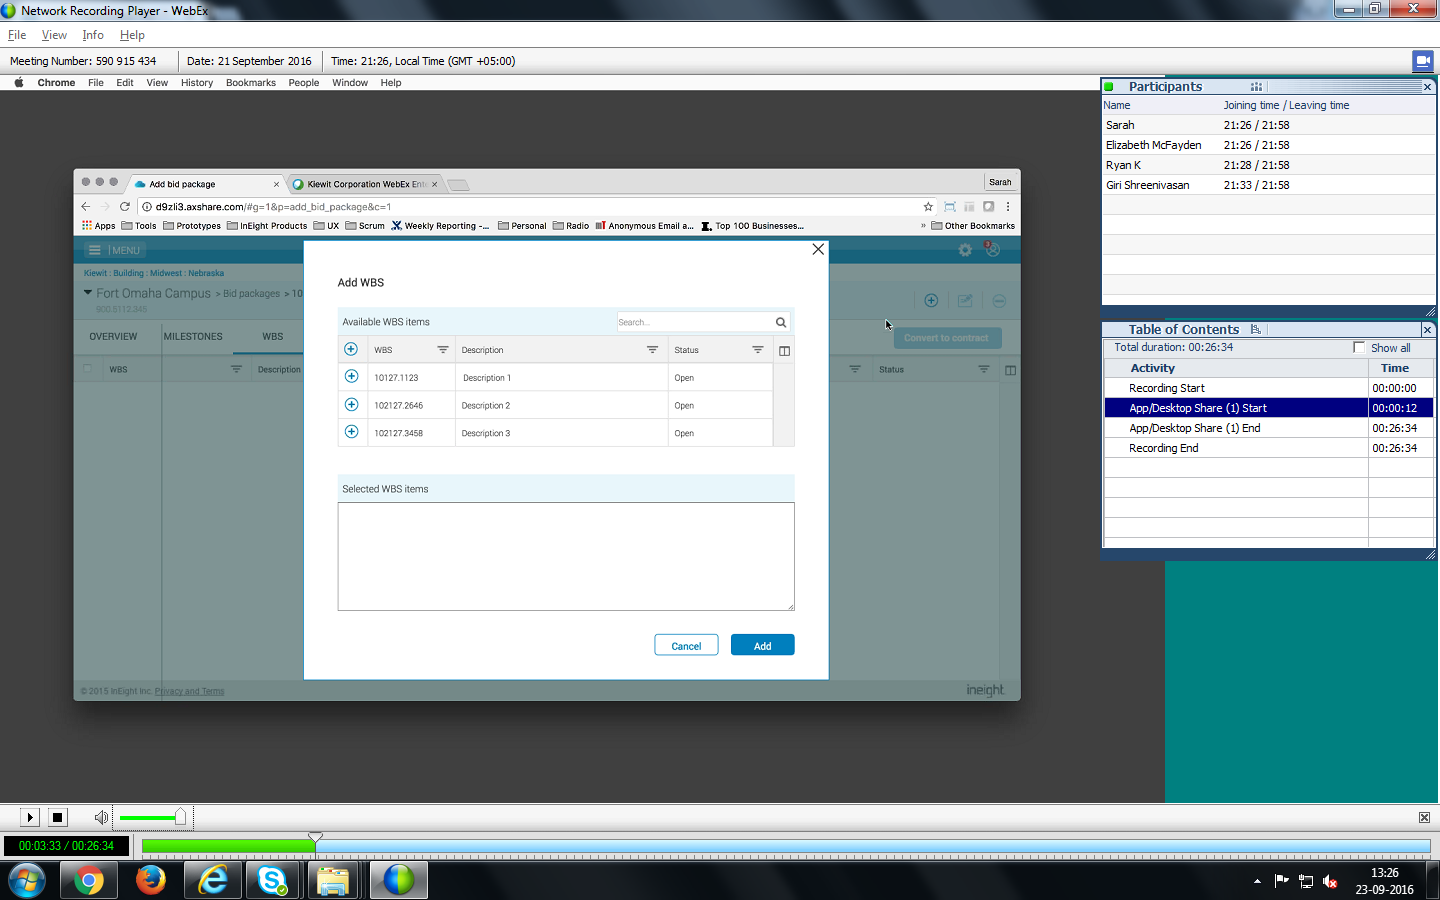 Network Recording Player - WebEx
File View Info Help
Meeting Number: 590 915 434 Date: 21 September 2016 Time: 21:26, Local Time (GMT +05:00)
Chrome File Edit View History Bookmarks People Window Help
Add bid package × Kiewit Corporation WebEx Ente × Sarah
d9zli3.axshare.com/#g=1&p=add_bid_package&c=1
Apps Tools Prototypes InEight Products UX Scrum Weekly Reporting -... Personal Radio Anonymous Email a... Top 100 Businesses... » Other Bookmarks
| MENU 3
Kiewit : Building : Midwest : Nebraska
Fort Omaha Campus > Bid packages > 10
900.6112.345
OVERVIEW MILESTONES WBS Convert to contract
WBS Description Status
Add WBS
Available WBS items Search...
WBS Description Status
10127.1123 Description 1 Open
102127.2646 Description 2 Open
102127.3458 Description 3 Open
Selected WBS items
Cancel Add
© 2015 InEight Inc. Privacy and Terms ineight
Participants
Name Joining time / Leaving time
Sarah 21:26 / 21:58
Elizabeth McFayden 21:26 / 21:58
Ryan K 21:28 / 21:58
Giri Shreenivasan 21:33 / 21:58
Table of Contents
Total duration: 00:26:34 Show all
Activity Time
Recording Start 00:00:00
App/Desktop Share (1) Start 00:00:12
App/Desktop Share (1) End 00:26:34
Recording End 00:26:34
00:03:33 / 00:26:34
13:26
23-09-2016